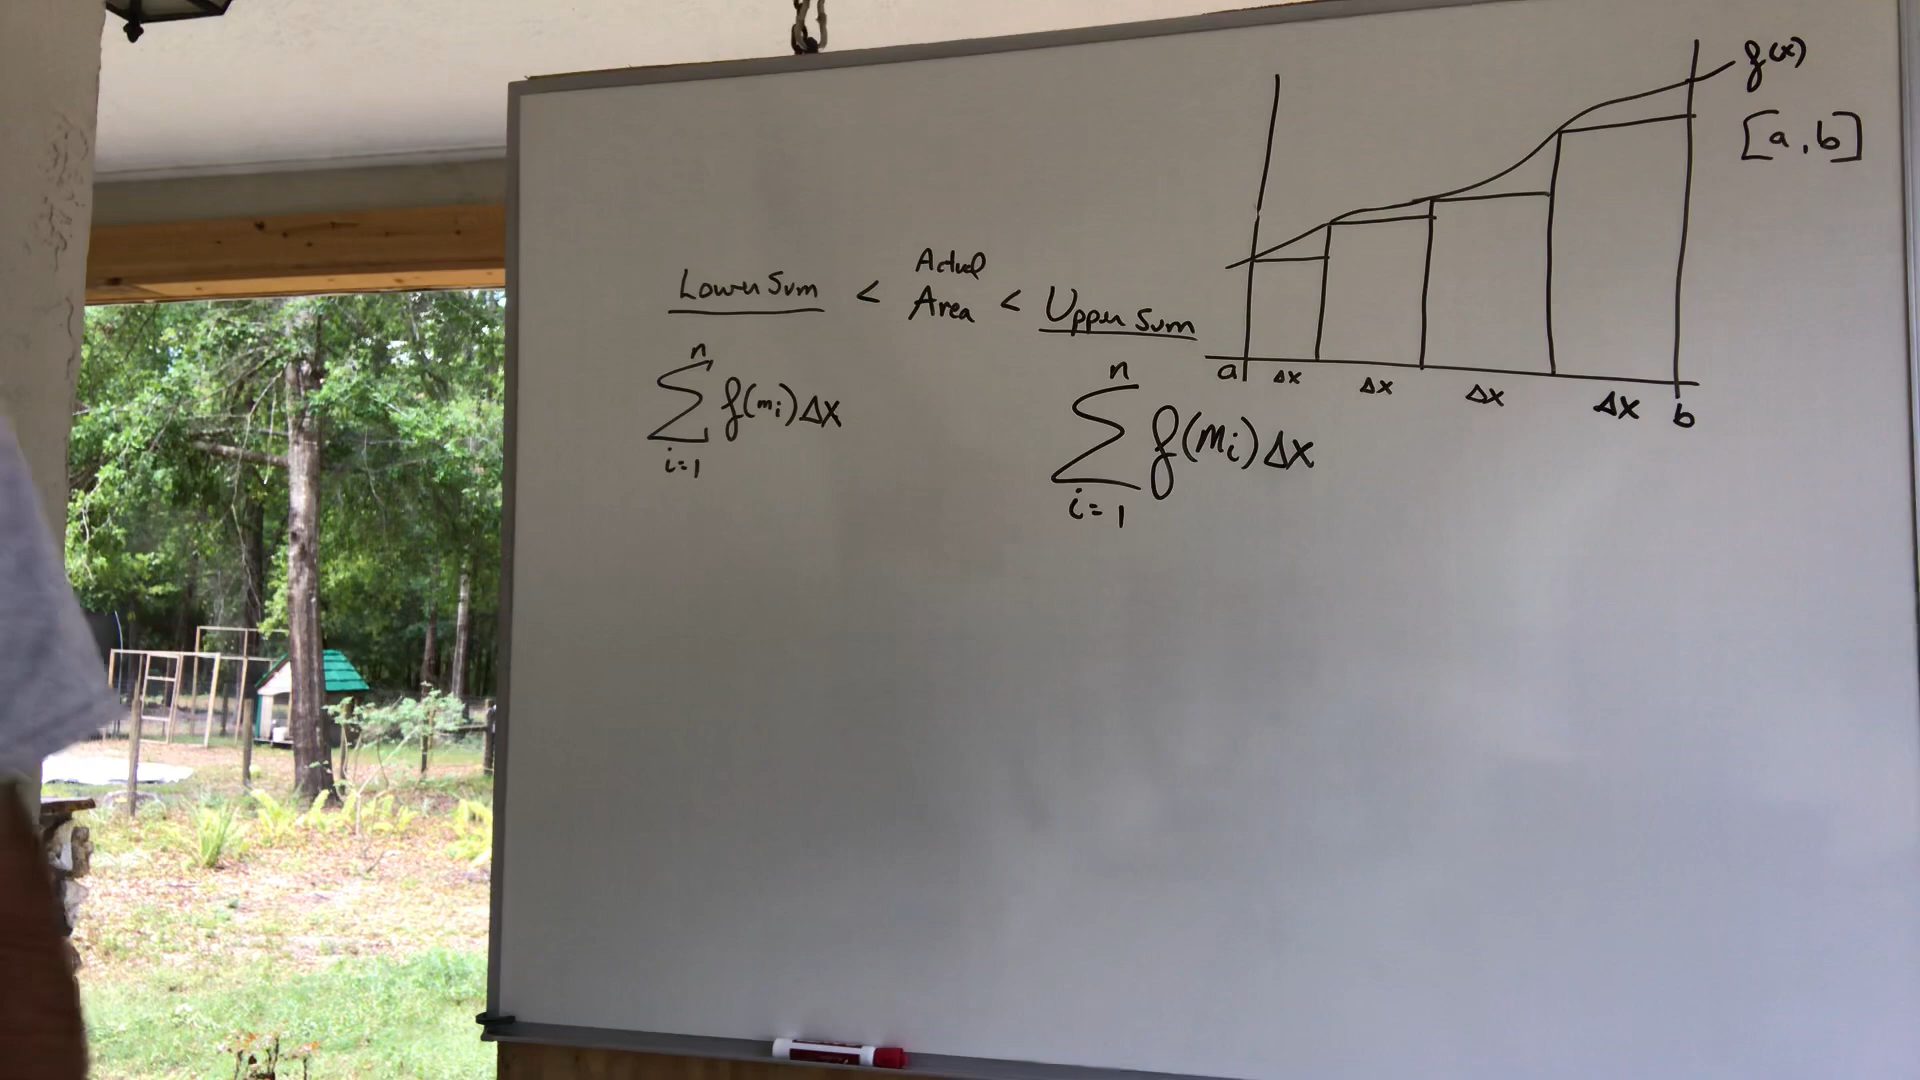 f(x)
[a, b]
Lower Sum < Actual Area < Upper Sum
n
∑ f(mi) Δx
i=1
n
∑ f(Mi) Δx
i=1
a Δx Δx Δx Δx b